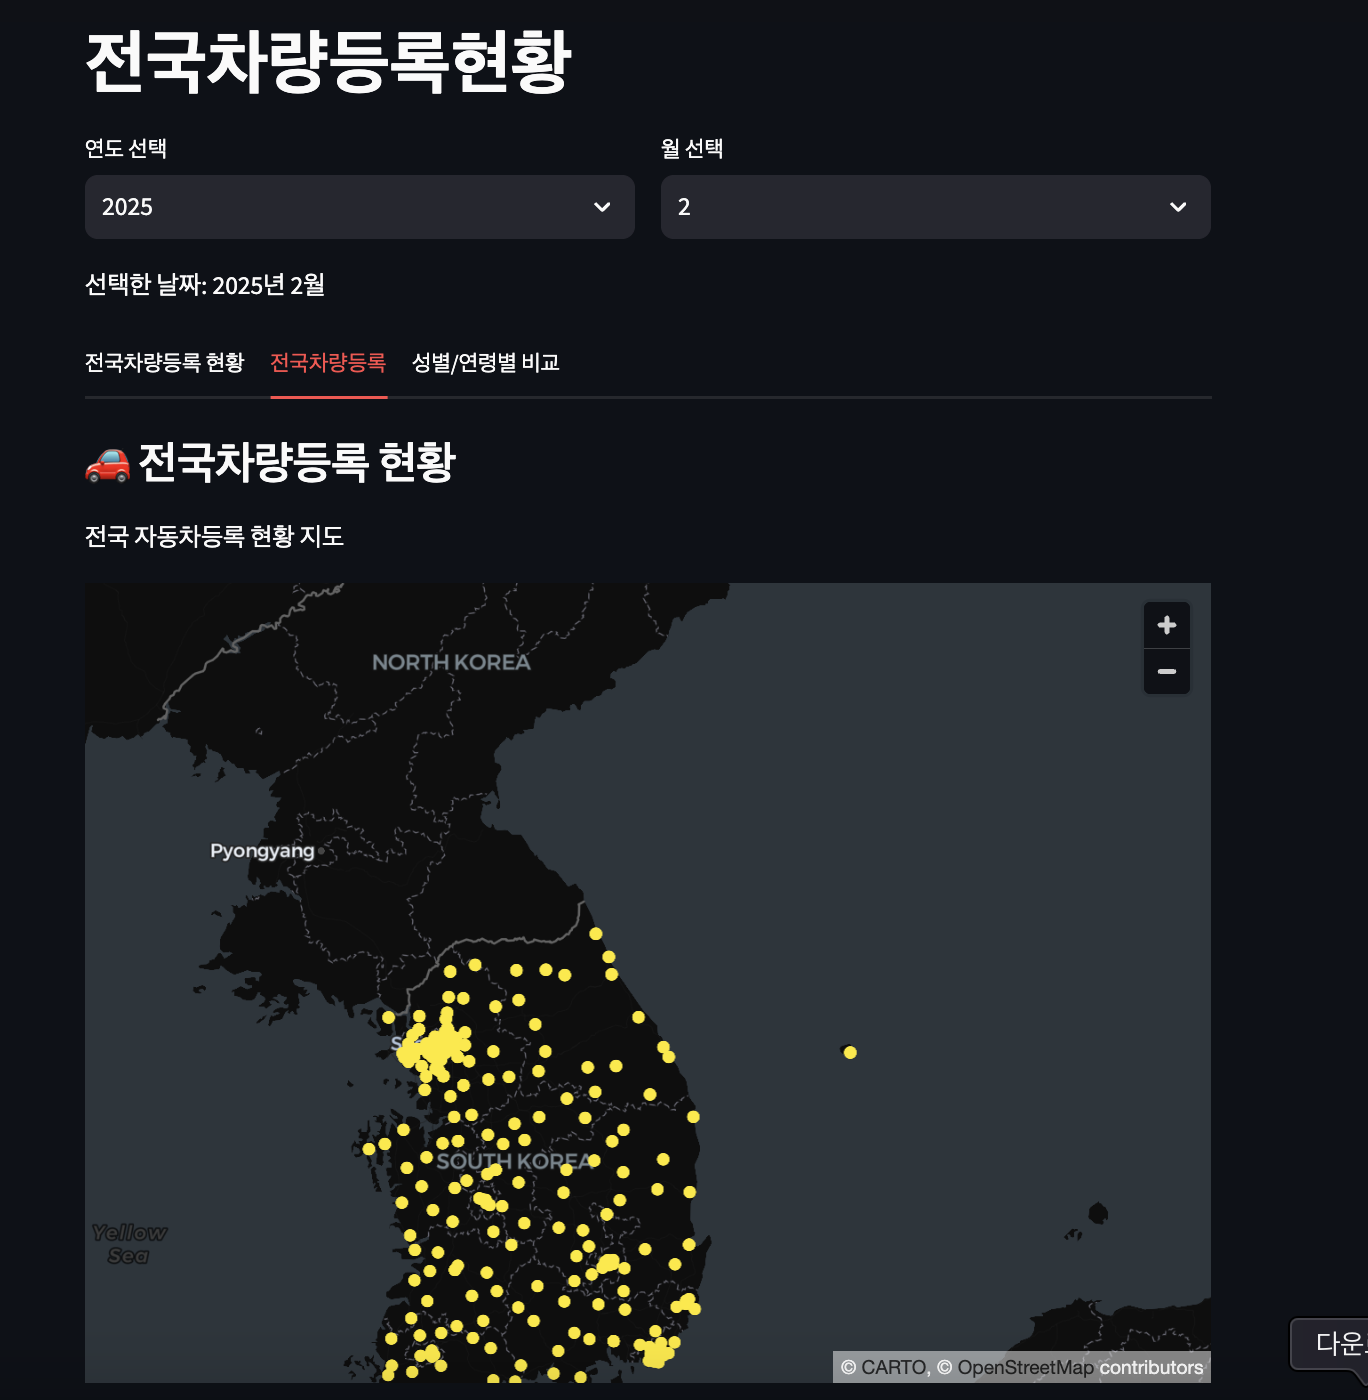 전국차량등록현황
연도 선택
월 선택
2025
2
선택한 날짜: 2025년 2월
전국차량등록 현황
전국차량등록
성별/연령별 비교
🚗 전국차량등록 현황
전국 자동차등록 현황 지도
NORTH KOREA
Pyongyang
SOUTH KOREA
Yellow
Sea
© CARTO, © OpenStreetMap contributors